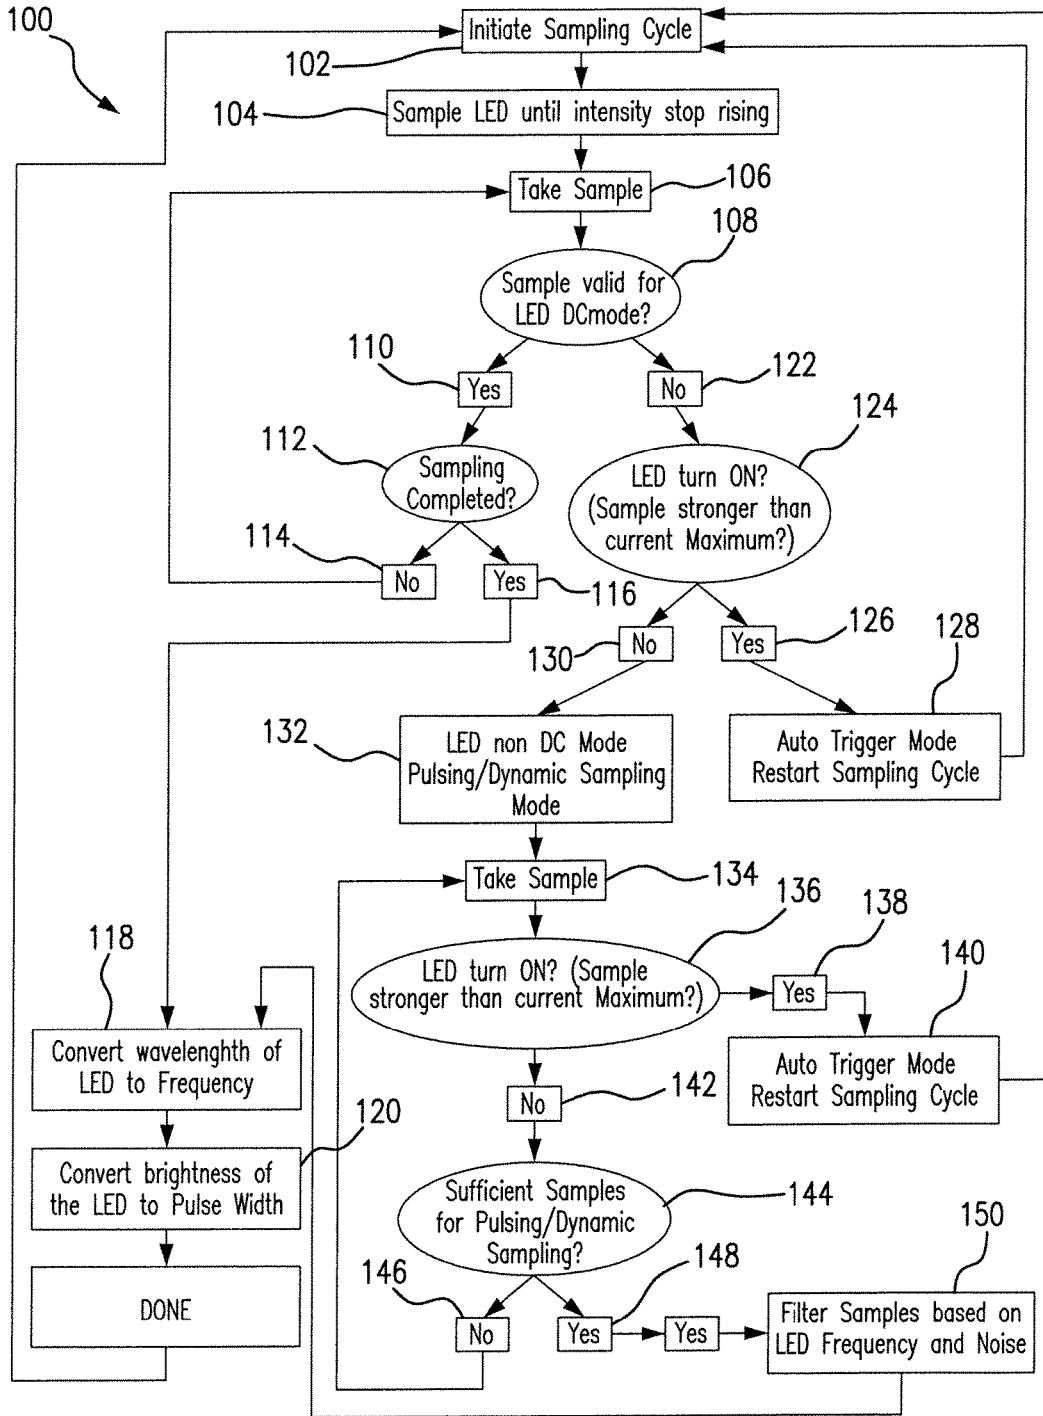 100
Initiate Sampling Cycle
102
104
Sample LED until intensity stop rising
Take Sample
106
108
Sample valid for
LED DCmode?
110
Yes
No
122
124
112
Sampling
Completed?
LED turn ON?
(Sample stronger than
current Maximum?)
114
No
Yes
116
130
No
Yes
126
128
132
LED non DC Mode
Pulsing/Dynamic Sampling
Mode
Auto Trigger Mode
Restart Sampling Cycle
Take Sample
134
136
138
118
LED turn ON? (Sample
stronger than current Maximum?)
Yes
140
Convert wavelenghth of
LED to Frequency
Auto Trigger Mode
Restart Sampling Cycle
No
142
120
Convert brightness of
the LED to Pulse Width
Sufficient Samples
for Pulsing/Dynamic
Sampling?
144
150
DONE
146
No
Yes
148
Yes
Filter Samples based on
LED Frequency and Noise